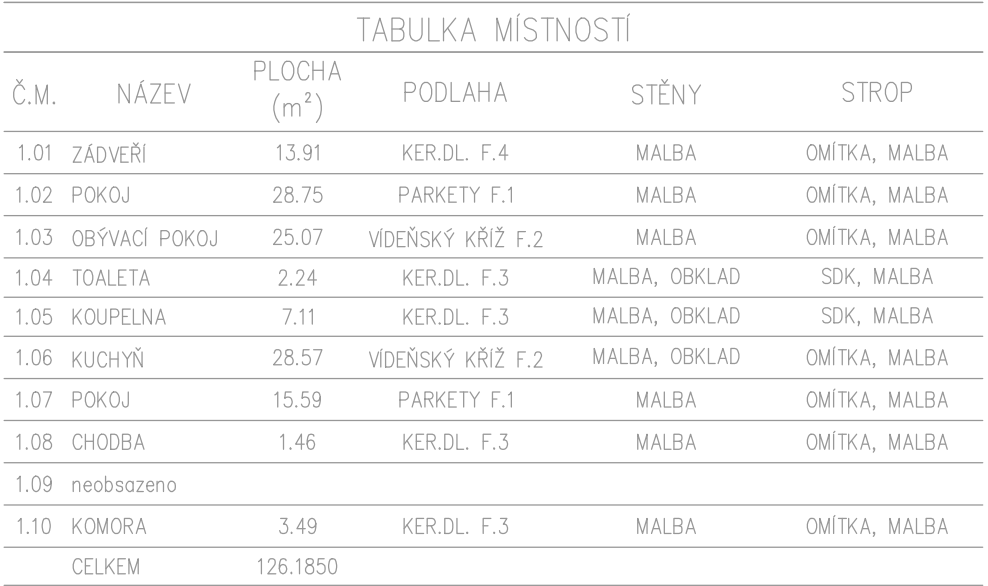 TABULKA MÍSTNOSTÍ
Č.M. NÁZEV PLOCHA (m²) PODLAHA STĚNY STROP
1.01 ZÁDVEŘÍ 13.91 KER.DL. F.4 MALBA OMÍTKA, MALBA
1.02 POKOJ 28.75 PARKETY F.1 MALBA OMÍTKA, MALBA
1.03 OBÝVACÍ POKOJ 25.07 VÍDEŇSKÝ KŘÍŽ F.2 MALBA OMÍTKA, MALBA
1.04 TOALETA 2.24 KER.DL. F.3 MALBA, OBKLAD SDK, MALBA
1.05 KOUPELNA 7.11 KER.DL. F.3 MALBA, OBKLAD SDK, MALBA
1.06 KUCHYŇ 28.57 VÍDEŇSKÝ KŘÍŽ F.2 MALBA, OBKLAD OMÍTKA, MALBA
1.07 POKOJ 15.59 PARKETY F.1 MALBA OMÍTKA, MALBA
1.08 CHODBA 1.46 KER.DL. F.3 MALBA OMÍTKA, MALBA
1.09 neobsazeno
1.10 KOMORA 3.49 KER.DL. F.3 MALBA OMÍTKA, MALBA
CELKEM 126.1850